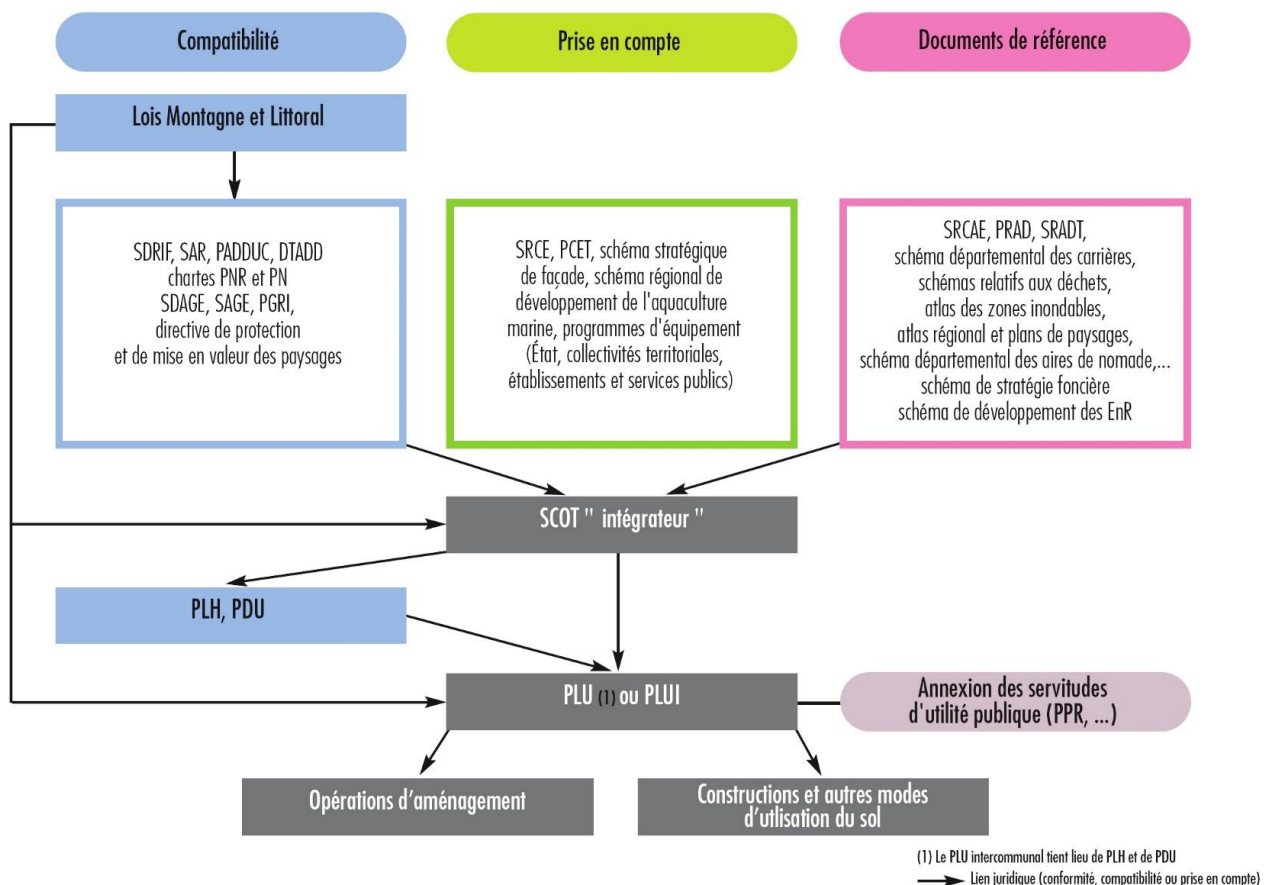 Compatibilité
Prise en compte
Documents de référence
Lois Montagne et Littoral
SDRIF, SAR, PADDUC, DTADD
chartes PNR et PN
SDAGE, SAGE, PGRI,
directive de protection
et de mise en valeur des paysages
SRCE, PCET, schéma stratégique
de façade, schéma régional de
développement de l'aquaculture
marine, programmes d'équipement
(État, collectivités territoriales,
établissements et services publics)
SRCAE, PRAD, SRADT,
schéma départemental des carrières,
schémas relatifs aux déchets,
atlas des zones inondables,
atlas régional et plans de paysages,
schéma départemental des aires de nomade,...
schéma de stratégie foncière
schéma de développement des EnR
SCOT " intégrateur "
PLH, PDU
PLU (1) ou PLUI
Annexion des servitudes
d'utilité publique (PPR, ...)
Opérations d’aménagement
Constructions et autres modes
d’utlisation du sol
(1) Le PLU intercommunal tient lieu de PLH et de PDU
Lien juridique (conformité, compatibilité ou prise en compte)